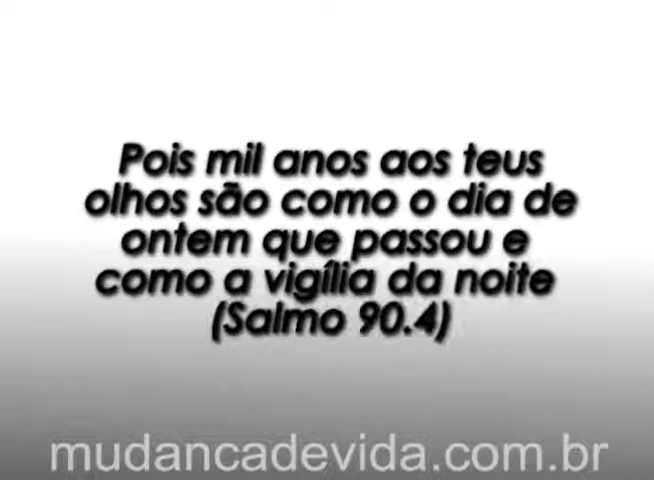 Pois mil anos aos teus
olhos são como o dia de
ontem que passou e
como a vigília da noite
(Salmo 90.4)
mudancadevida.com.br